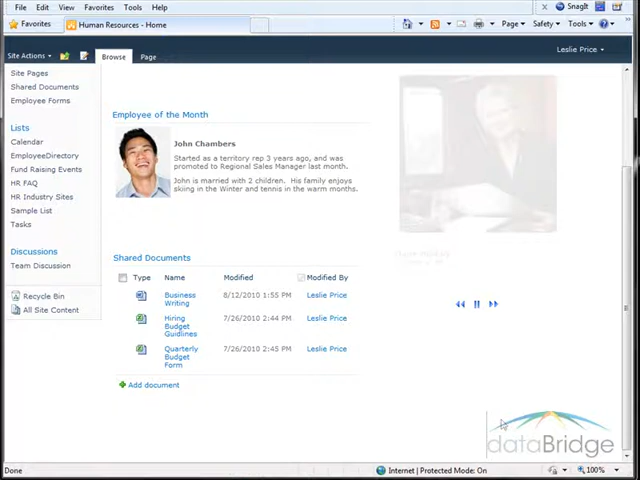 File Edit View Favorites Tools Help
SnagIt
Favorites Human Resources - Home
Page Safety Tools
Site Actions Browse Page Leslie Price
Site Pages
Shared Documents
Employee Forms
Lists
Calendar
EmployeeDirectory
Fund Raising Events
HR FAQ
HR Industry Sites
Sample List
Tasks
Discussions
Team Discussion
Recycle Bin
All Site Content
Employee of the Month
John Chambers
Started as a territory rep 3 years ago, and was
promoted to Regional Sales Manager last month.
John is married with 2 children. His family enjoys
skiing in the Winter and tennis in the warm months.
Shared Documents
Type Name Modified Modified By
Business Writing 8/12/2010 1:55 PM Leslie Price
Hiring Budget Guidlines 7/26/2010 2:44 PM Leslie Price
Quarterly Budget Form 7/26/2010 2:45 PM Leslie Price
Add document
dataBridge
Done Internet | Protected Mode: On 100%